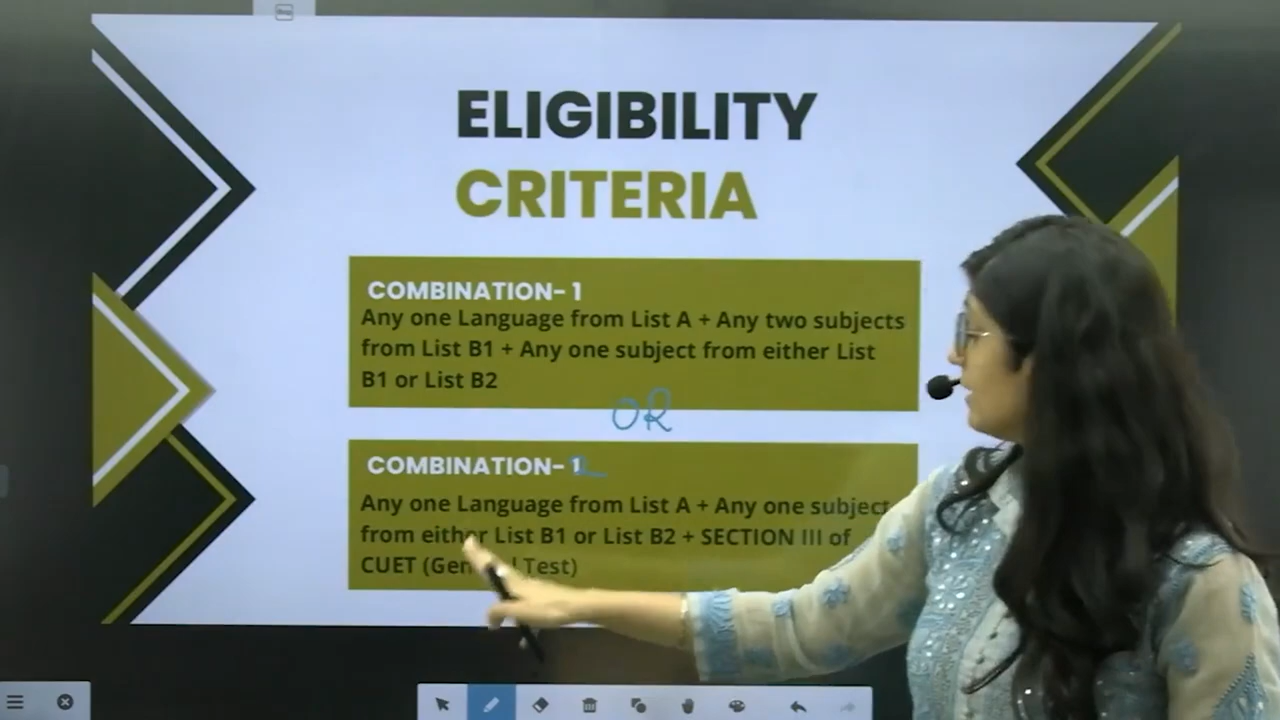 ELIGIBILITY
CRITERIA
COMBINATION- 1
Any one Language from List A + Any two subjects
from List B1 + Any one subject from either List
B1 or List B2
OR
COMBINATION- 2
Any one Language from List A + Any one subject
from either List B1 or List B2 + SECTION III of
CUET (General Test)